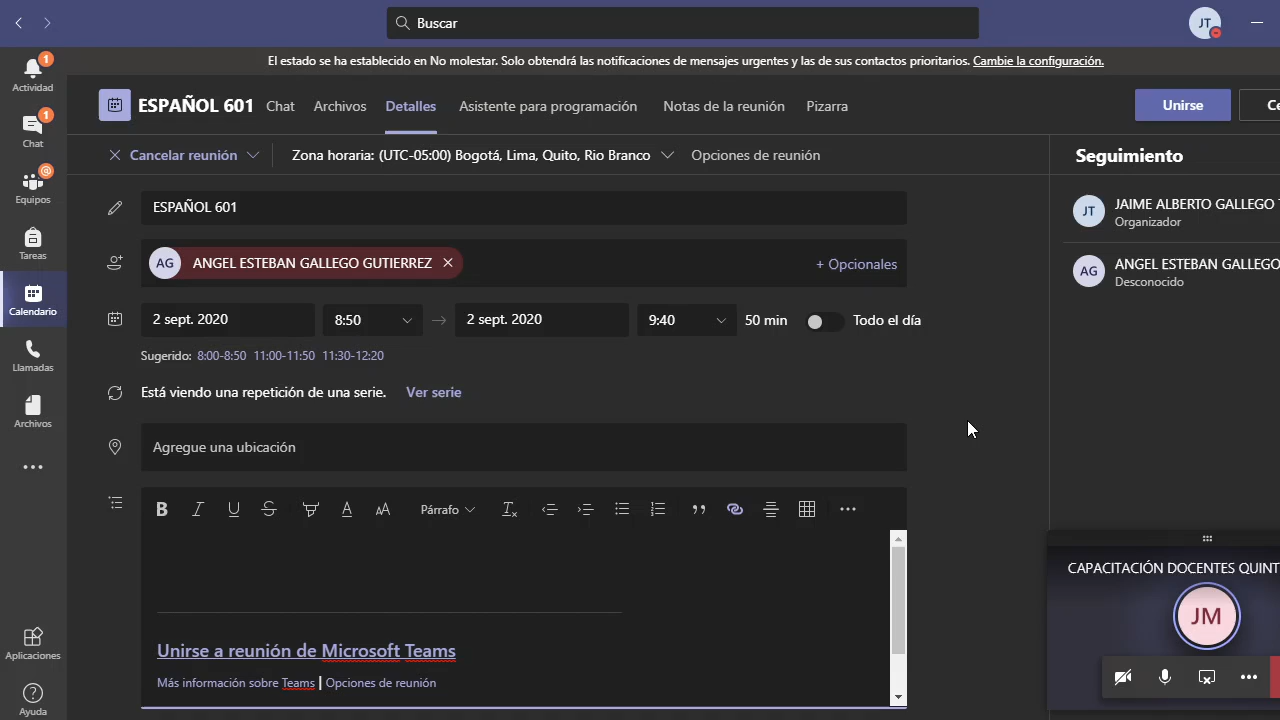 Buscar
JT
El estado se ha establecido en No molestar. Solo obtendrá las notificaciones de mensajes urgentes y las de sus contactos prioritarios. Cambie la configuración.
1
Actividad
1
Chat
@
Equipos
Tareas
Calendario
Llamadas
Archivos
Aplicaciones
Ayuda
ESPAÑOL 601 Chat Archivos Detalles Asistente para programación Notas de la reunión Pizarra Unirse Ce
Cancelar reunión Zona horaria: (UTC-05:00) Bogotá, Lima, Quito, Rio Branco Opciones de reunión
ESPAÑOL 601
AG ANGEL ESTEBAN GALLEGO GUTIERREZ + Opcionales
2 sept. 2020 8:50 → 2 sept. 2020 9:40 50 min Todo el día
Sugerido: 8:00-8:50 11:00-11:50 11:30-12:20
Está viendo una repetición de una serie. Ver serie
Agregue una ubicación
B I U S A AA Párrafo Tx
Unirse a reunión de Microsoft Teams
Más información sobre Teams | Opciones de reunión
Seguimiento
JT JAIME ALBERTO GALLEGO
Organizador
AG ANGEL ESTEBAN GALLEGO
Desconocido
CAPACITACIÓN DOCENTES QUINT
JM